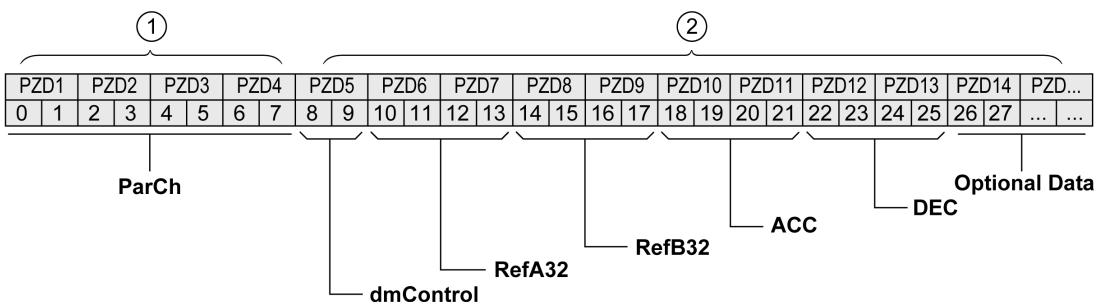 1 2
PZD1 PZD2 PZD3 PZD4 PZD5 PZD6 PZD7 PZD8 PZD9 PZD10 PZD11 PZD12 PZD13 PZD14 PZD...
0 1 2 3 4 5 6 7 8 9 10 11 12 13 14 15 16 17 18 19 20 21 22 23 24 25 26 27 ... ...
ParCh
Optional Data
DEC
ACC
RefB32
RefA32
dmControl